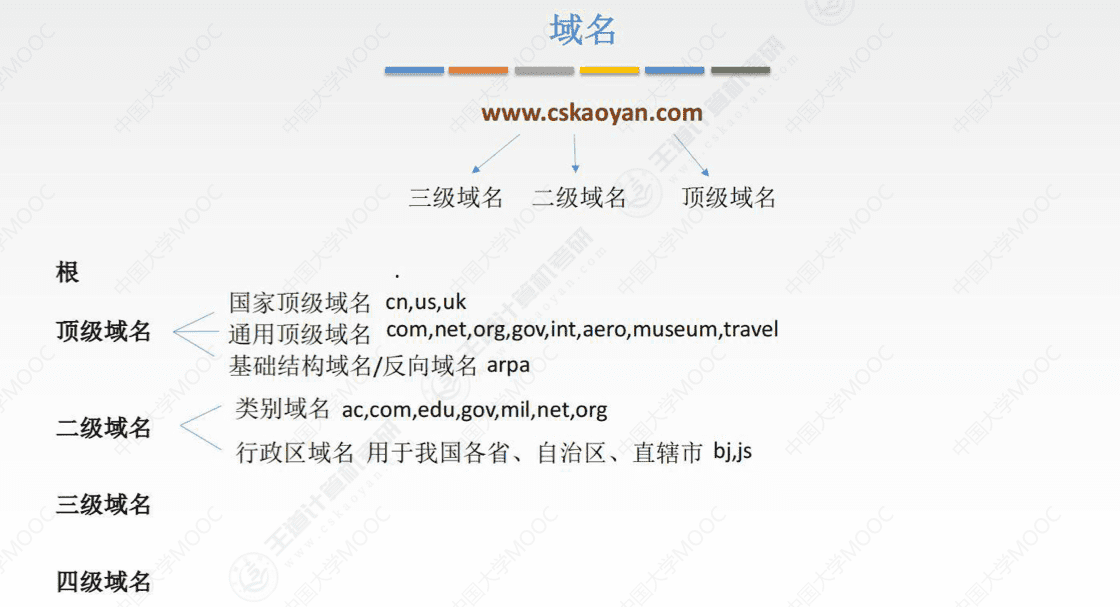 域名
www.cskaoyan.com
三级域名 二级域名 顶级域名
根 .
国家顶级域名 cn,us,uk
顶级域名 通用顶级域名 com,net,org,gov,int,aero,museum,travel
基础结构域名/反向域名 arpa
类别域名 ac,com,edu,gov,mil,net,org
二级域名
行政区域名 用于我国各省、自治区、直辖市 bj,js
三级域名
四级域名
中国大学MOOC
王道计算机考研
www.cskaoyan.com